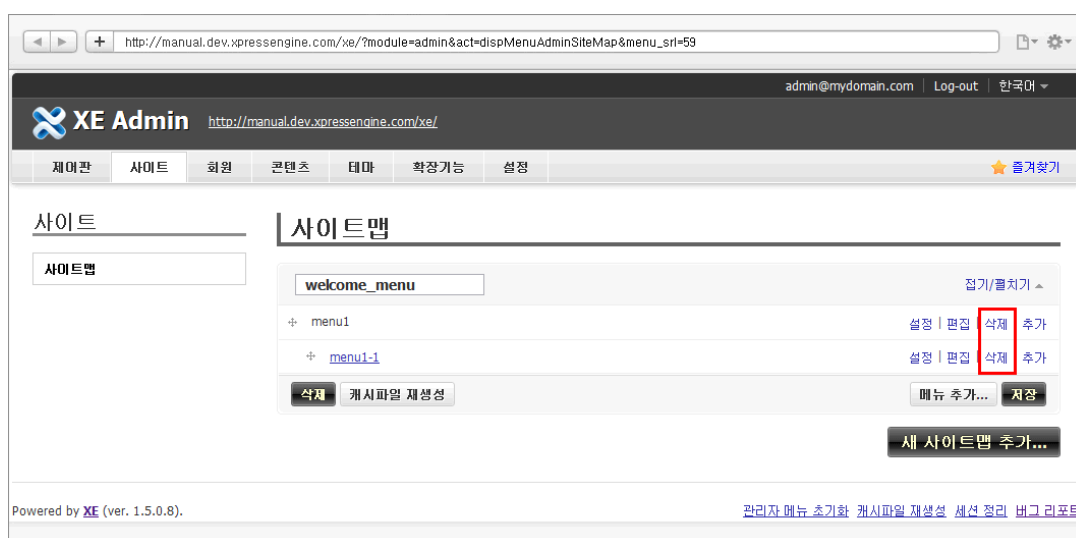 http://manual.dev.xpressengine.com/xe/?module=admin&act=dispMenuAdminSiteMap&menu_srl=59
admin@mydomain.com | Log-out | 한국어
XE Admin http://manual.dev.xpressengine.com/xe/
제어판 사이트 회원 콘텐츠 테마 확장기능 설정 즐겨찾기
사이트 사이트맵
사이트맵
welcome_menu 접기/펼치기
menu1 설정 | 편집 | 삭제 추가
menu1-1 설정 | 편집 | 삭제 추가
삭제 캐시파일 재생성 메뉴 추가... 저장
새 사이트맵 추가...
Powered by XE (ver. 1.5.0.8). 관리자 메뉴 초기화 캐시파일 재생성 세션 정리 버그 리포트